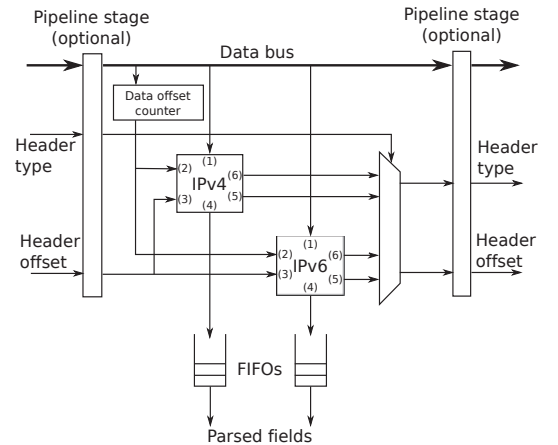 Pipeline stage
(optional)
Pipeline stage
(optional)
Data bus
Data offset
counter
Header
type
(1)
(2)
IPv4
(6)
(3)
(5)
(4)
Header
type
Header
offset
(1)
(2)
(6)
(3)
IPv6
(5)
(4)
Header
offset
FIFOs
Parsed fields